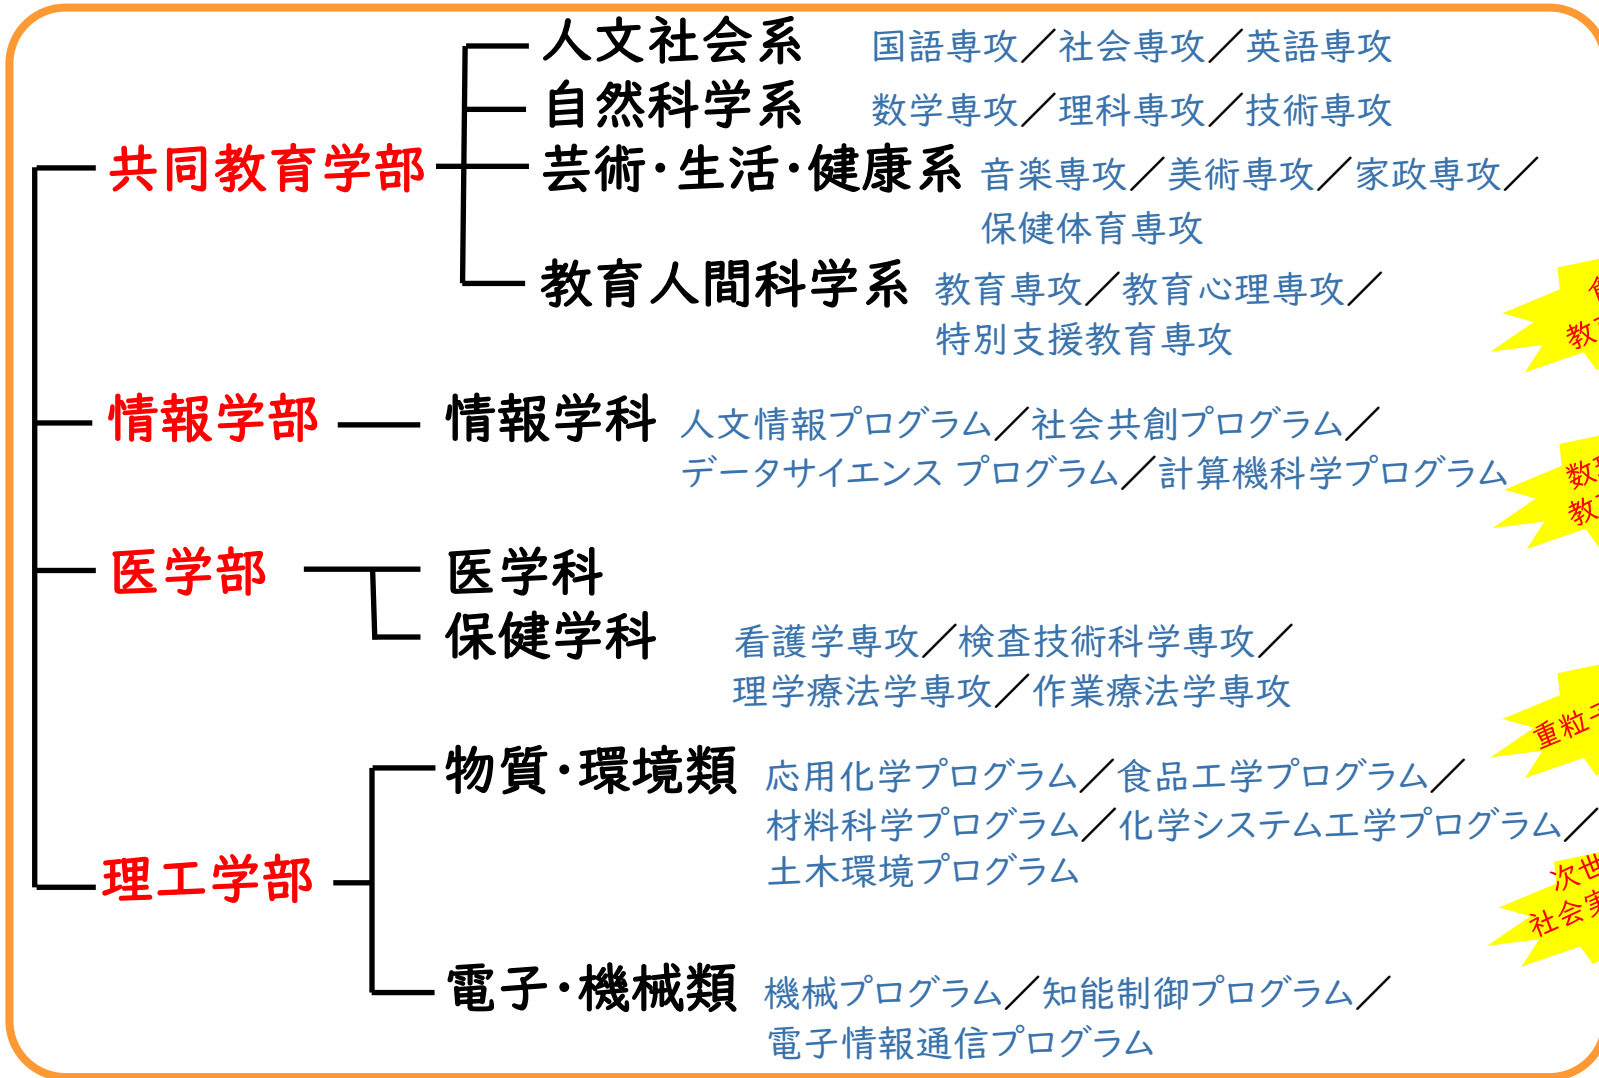 人文社会系 国語専攻／社会専攻／英語専攻
自然科学系 数学専攻／理科専攻／技術専攻
共同教育学部 芸術・生活・健康系 音楽専攻／美術専攻／家政専攻／
保健体育専攻
教育人間科学系 教育専攻／教育心理専攻／
特別支援教育専攻
情報学部 情報学科 人文情報プログラム／社会共創プログラム／
データサイエンス プログラム／計算機科学プログラム
医学部 医学科
保健学科 看護学専攻／検査技術科学専攻／
理学療法学専攻／作業療法学専攻
物質・環境類 応用化学プログラム／食品工学プログラム／
材料科学プログラム／化学システム工学プログラム／
土木環境プログラム
理工学部
電子・機械類 機械プログラム／知能制御プログラム／
電子情報通信プログラム
教
数
教
重粒子
次世
社会実